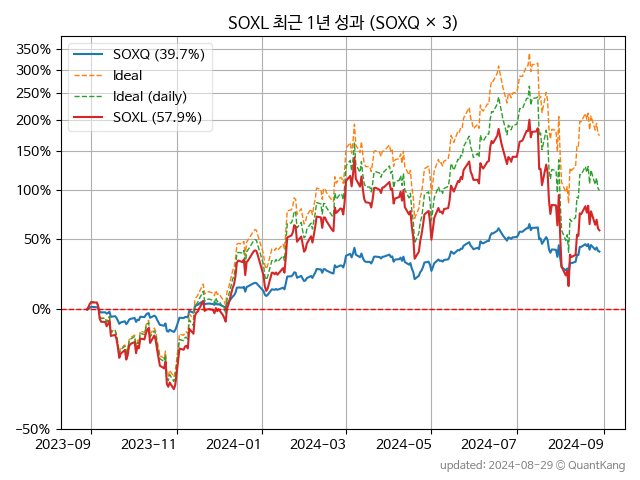 SOXL 최근 1년 성과 (SOXQ × 3)
SOXQ (39.7%)
Ideal
Ideal (daily)
SOXL (57.9%)
350%
300%
250%
200%
150%
100%
50%
0%
−50%
2023-09
2023-11
2024-01
2024-03
2024-05
2024-07
2024-09
updated: 2024-08-29 © QuantKang